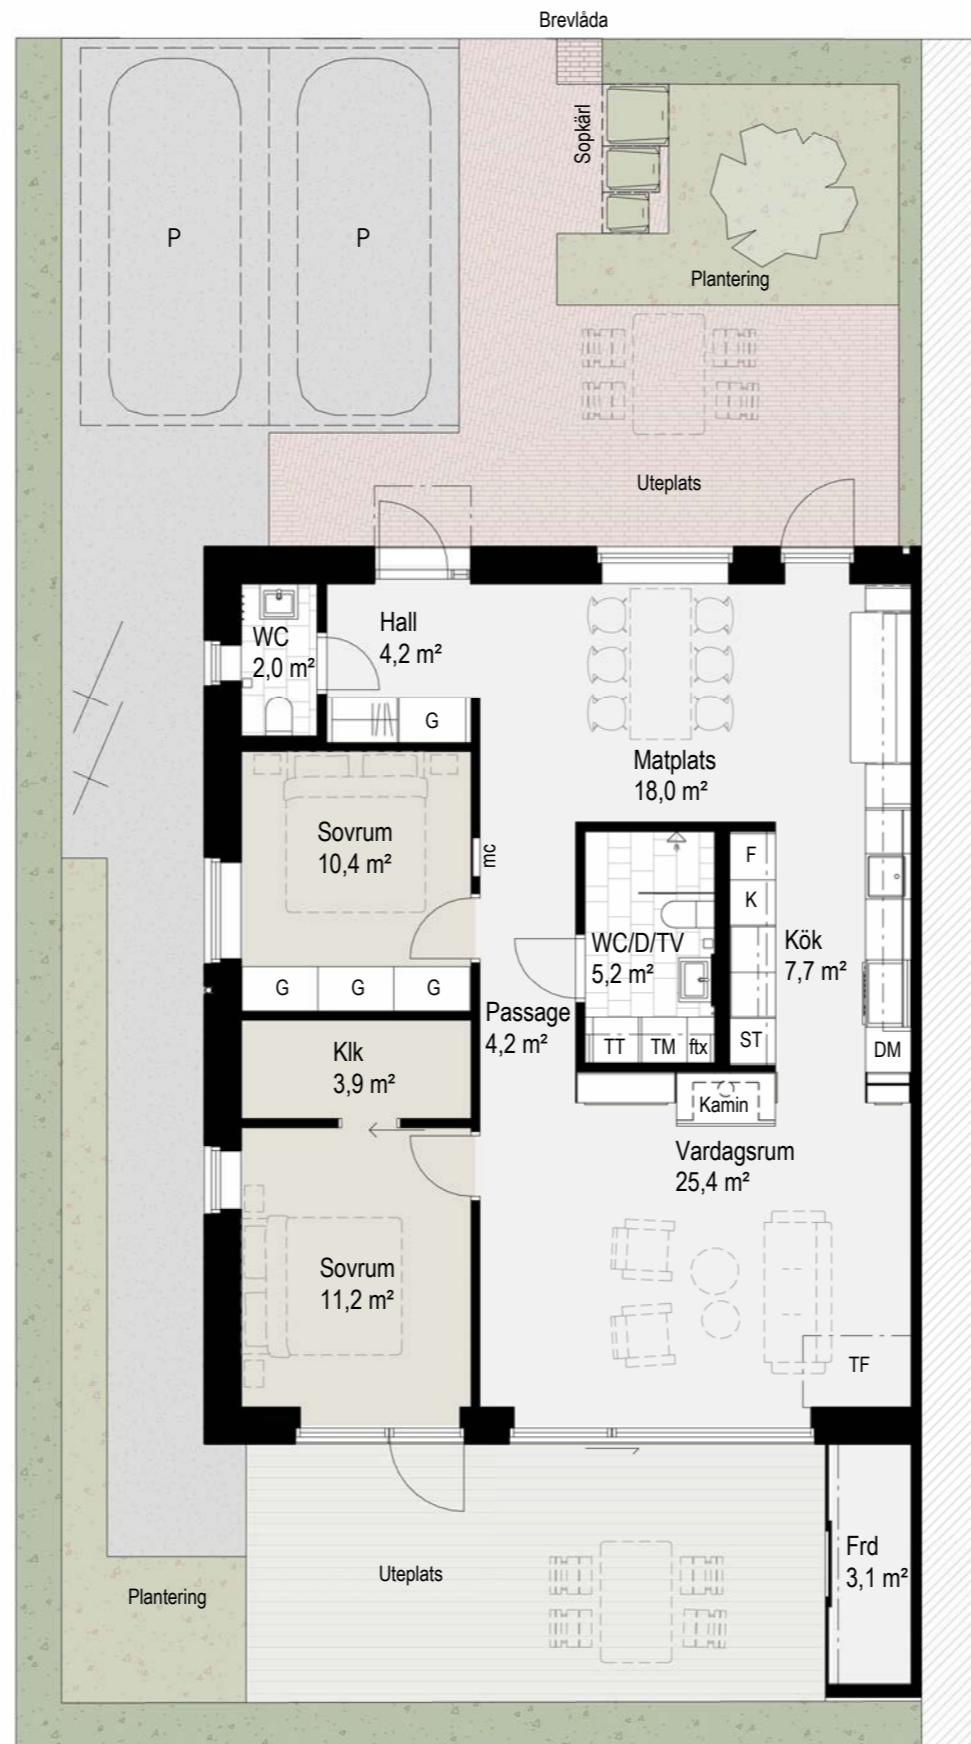 Brevlåda
Sopkärl
P
P
Plantering
Uteplats
WC
2,0 m²
Hall
4,2 m²
G
Matplats
18,0 m²
Sovrum
10,4 m²
mc
F
K
WC/D/TV
5,2 m²
Kök
7,7 m²
G
G
G
Passage
4,2 m²
TT
TM
ftx
ST
DM
Klk
3,9 m²
Kamin
Vardagsrum
25,4 m²
Sovrum
11,2 m²
TF
Frd
3,1 m²
Uteplats
Plantering